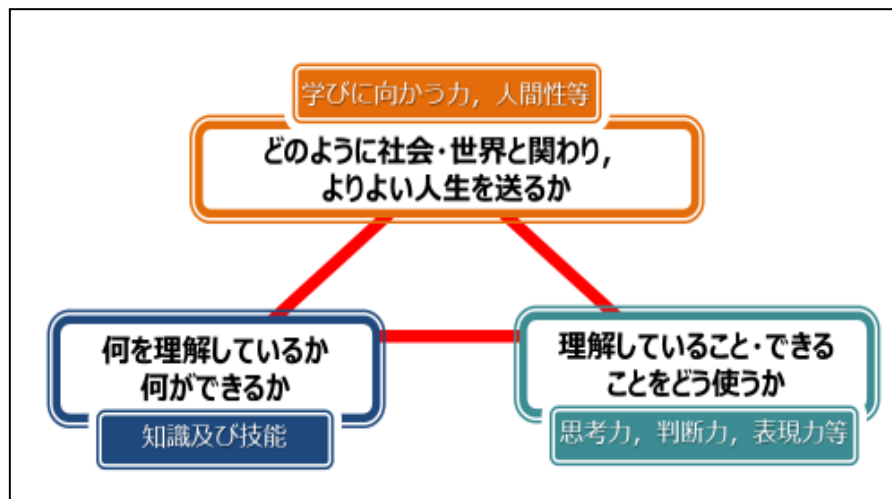 学びに向かう力，人間性等
どのように社会・世界と関わり，
よりよい人生を送るか
何を理解しているか
何ができるか
知識及び技能
理解していること・できる
ことをどう使うか
思考力，判断力，表現力等